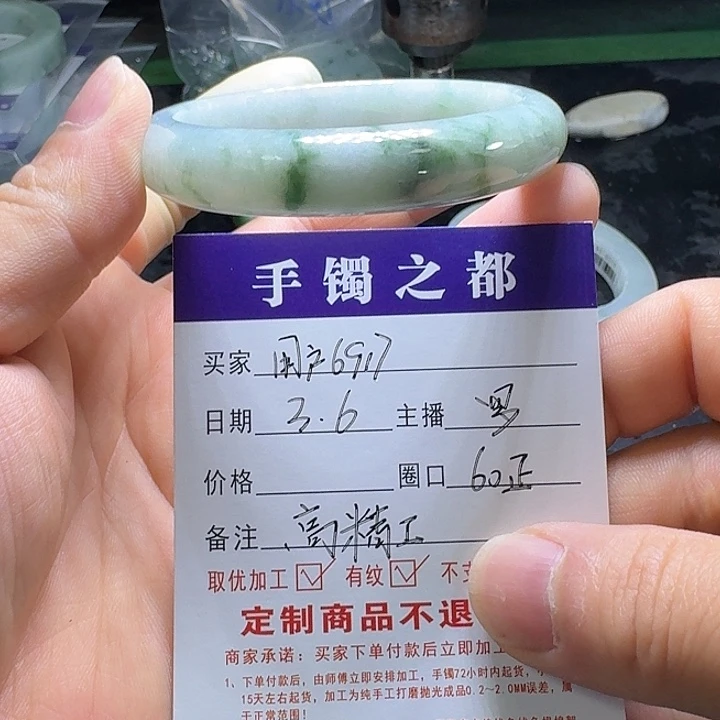 手镯之都
买家 用户6917
日期 3.6 主播
价格 圈口 60正
备注 高精工
取优加工 ☑ 有纹 ☑ 不支
定制商品不退
商家承诺：买家下单付款后立即加工
1、下单付款后，由师傅立即安排加工，手镯72小时内起货，
15天左右起货，加工为纯手工打磨抛光成品0.2~2.0MM误差，属
于正常范围！